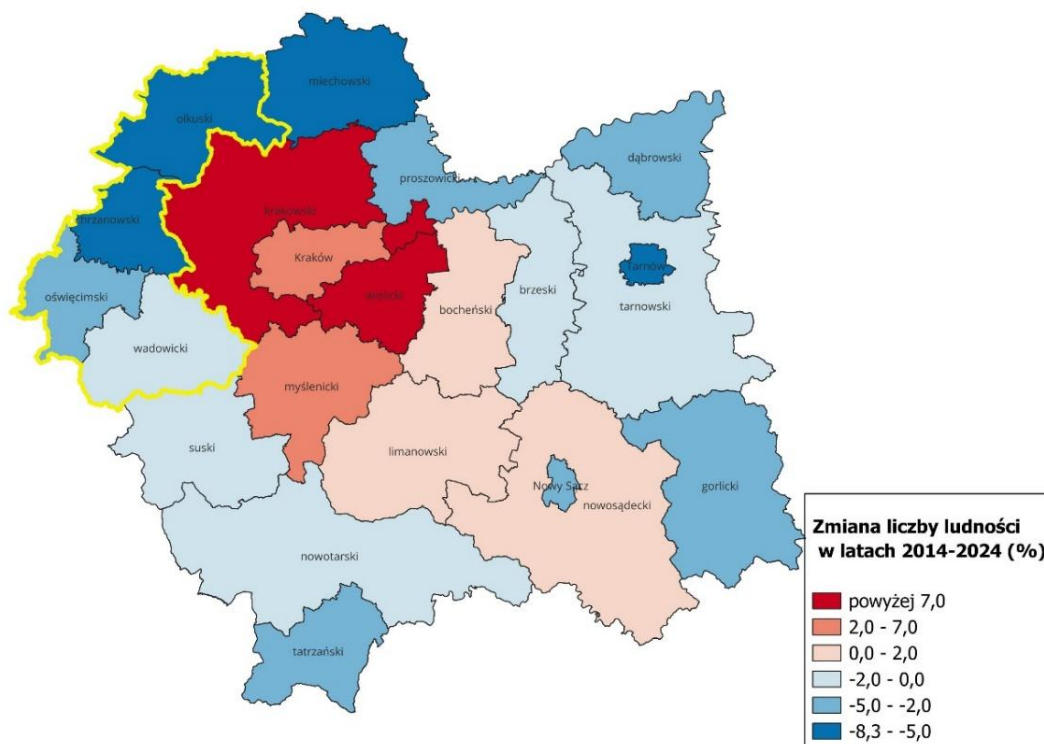 miechowski
olkuski
dąbrowski
proszowicki
chrzanowski
krakowski
Kraków
Tarnów
oświęcimski
wielicki
bocheński
brzeski
tarnowski
wadowicki
myślenicki
suski
limanowski
Nowy Sącz
nowosądecki
gorlicki
nowotarski
tatrzański
Zmiana liczby ludności
w latach 2014-2024 (%)
powyżej 7,0
2,0 - 7,0
0,0 - 2,0
-2,0 - 0,0
-5,0 - -2,0
-8,3 - -5,0